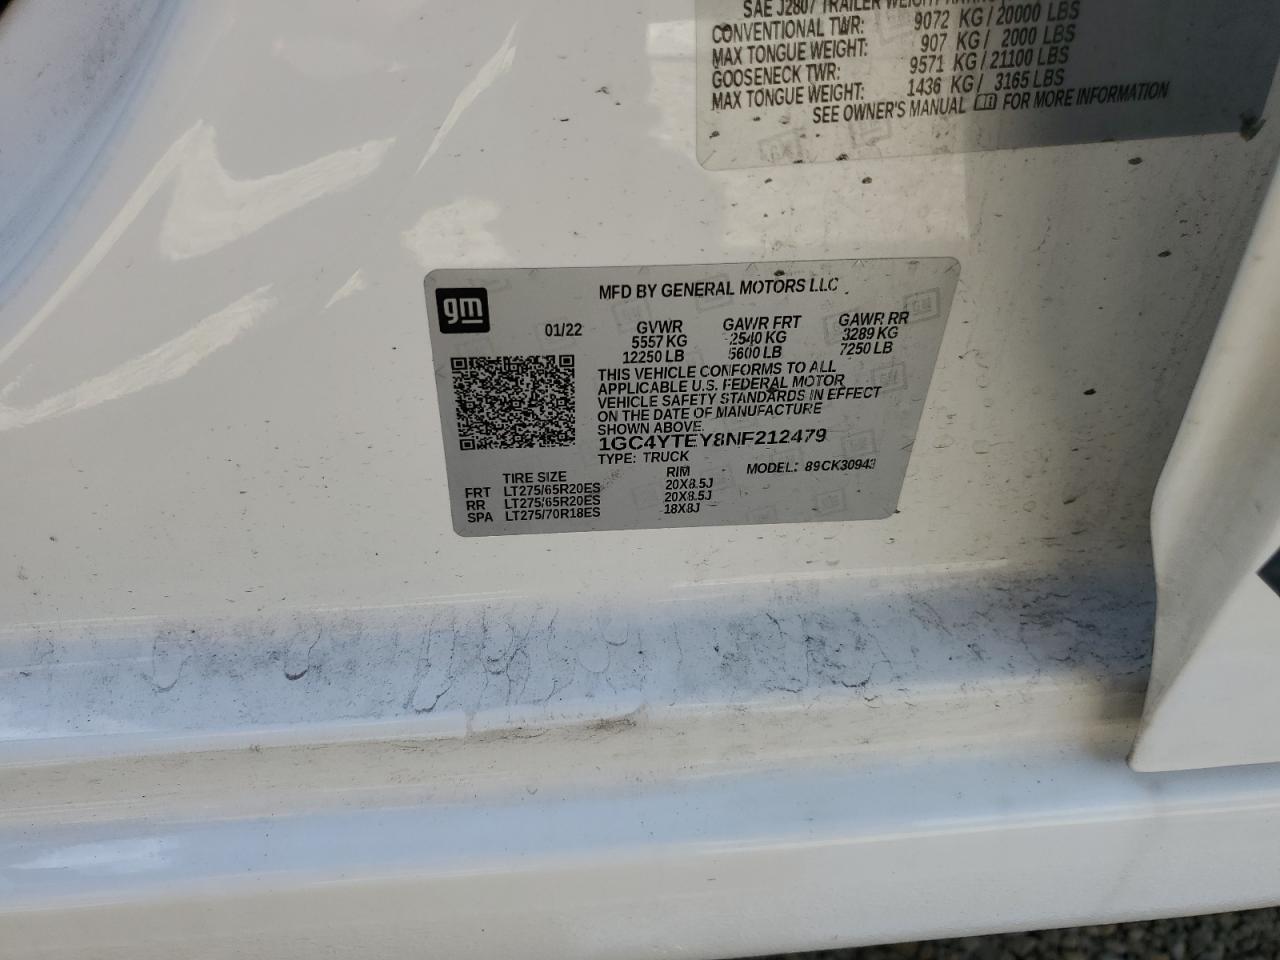 SAE J2807 TRAILER WEIGHT
CONVENTIONAL TWR: 9072 KG/20000 LBS
MAX TONGUE WEIGHT: 907 KG/ 2000 LBS
GOOSENECK TWR: 9571 KG/21100 LBS
MAX TONGUE WEIGHT: 1436 KG/ 3165 LBS
SEE OWNER'S MANUAL FOR MORE INFORMATION
gm
MFD BY GENERAL MOTORS LLC
01/22 GVWR GAWR FRT GAWR RR
5557 KG 2540 KG 3289 KG
12250 LB 5600 LB 7250 LB
THIS VEHICLE CONFORMS TO ALL
APPLICABLE U.S. FEDERAL MOTOR
VEHICLE SAFETY STANDARDS IN EFFECT
ON THE DATE OF MANUFACTURE
SHOWN ABOVE.
1GC4YTEY8NF212479
TYPE: TRUCK MODEL: 89CK30943
TIRE SIZE RIM
FRT LT275/65R20ES 20X8.5J
RR LT275/65R20ES 20X8.5J
SPA LT275/70R18ES 18X8J